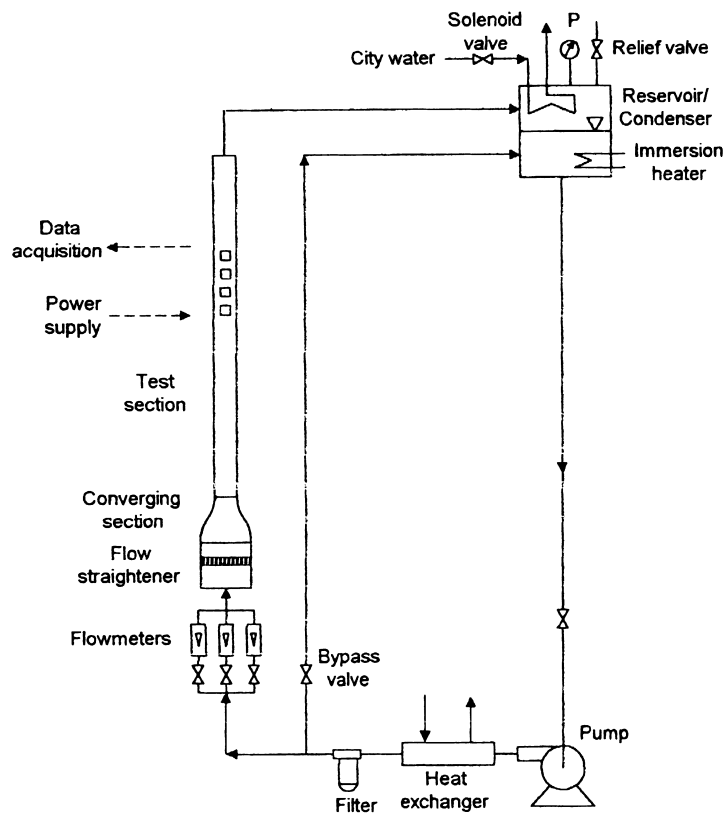 Solenoid
valve
P
City water
Relief valve
Reservoir/
Condenser
Immersion
heater
Data
acquisition
Power
supply
Test
section
Converging
section
Flow
straightener
Flowmeters
Bypass
valve
Pump
Filter
Heat
exchanger